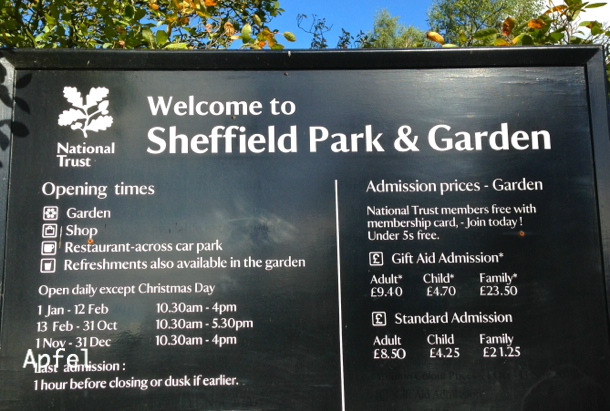 National
Trust
Welcome to
Sheffield Park & Garden
Opening times
Garden
Shop
Restaurant-across car park
Refreshments also available in the garden
Open daily except Christmas Day
1 Jan - 12 Feb 10.30am - 4pm
13 Feb - 31 Oct 10.30am - 5.30pm
1 Nov - 31 Dec 10.30am - 4pm
Apfel
Last admission :
1 hour before closing or dusk if earlier.
Admission prices - Garden
National Trust members free with
membership card, - Join today !
Under 5s free.
£ Gift Aid Admission*
Adult* Child* Family*
£9.40 £4.70 £23.50
£ Standard Admission
Adult Child Family
£8.50 £4.25 £21.25